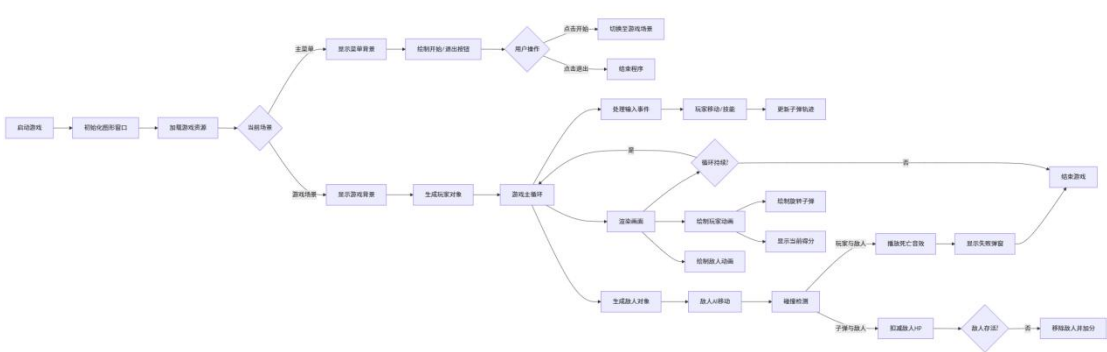 启动游戏
初始化图形窗口
加载游戏资源
当前场景
主菜单
显示菜单背景
绘制开始/退出按钮
用户操作
点击开始
切换至游戏场景
点击退出
结束程序
游戏场景
显示游戏背景
生成玩家对象
游戏主循环
处理输入事件
玩家移动/技能
更新子弹轨迹
是
循环持续?
否
结束游戏
渲染画面
绘制玩家动画
绘制旋转子弹
显示当前得分
绘制敌人动画
生成敌人对象
敌人AI移动
碰撞检测
玩家与敌人
播放死亡音效
显示失败弹窗
子弹与敌人
扣减敌人HP
敌人存活?
否
移除敌人并加分